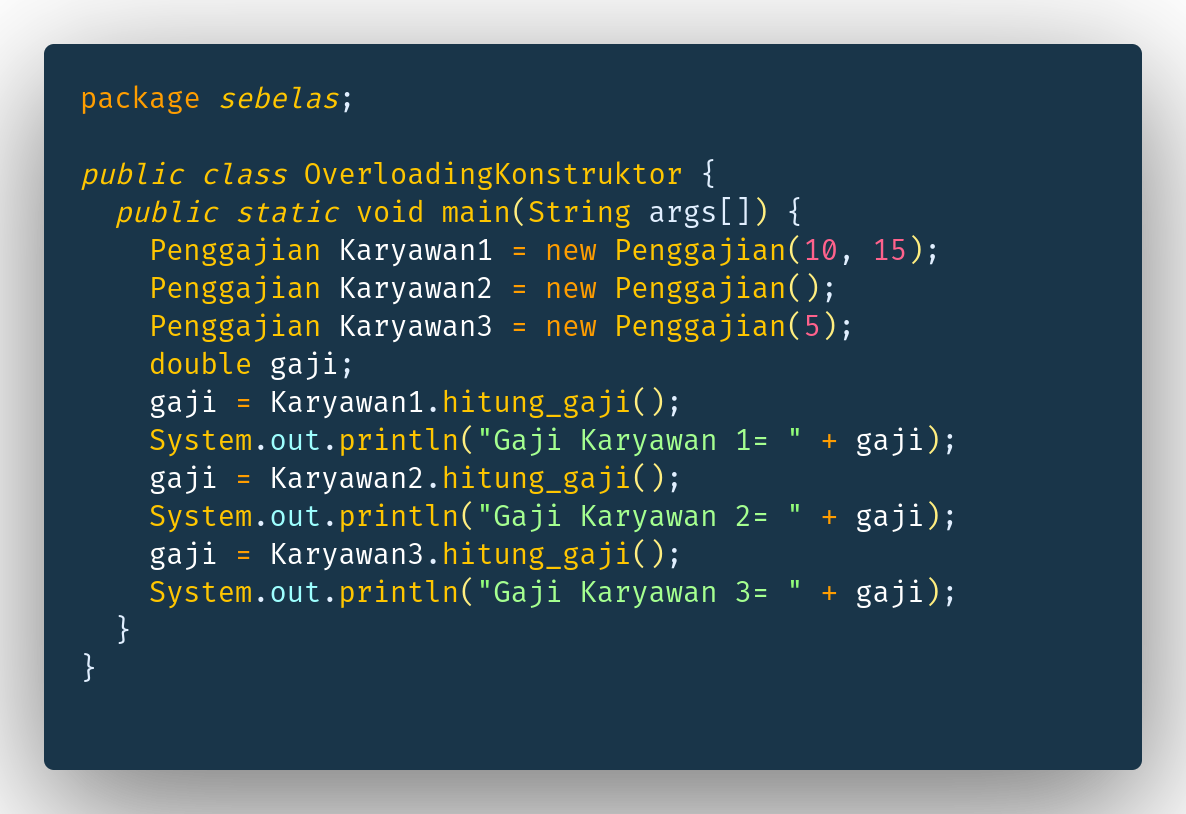 package sebelas;
public class OverloadingKonstruktor {
public static void main(String args[]) {
Penggajian Karyawan1 = new Penggajian(10, 15);
Penggajian Karyawan2 = new Penggajian();
Penggajian Karyawan3 = new Penggajian(5);
double gaji;
gaji = Karyawan1.hitung_gaji();
System.out.println("Gaji Karyawan 1= " + gaji);
gaji = Karyawan2.hitung_gaji();
System.out.println("Gaji Karyawan 2= " + gaji);
gaji = Karyawan3.hitung_gaji();
System.out.println("Gaji Karyawan 3= " + gaji);
}
}